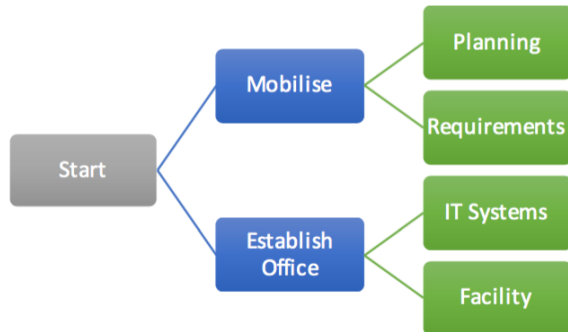 Start
Mobilise
Planning
Requirements
Establish
Office
IT Systems
Facility